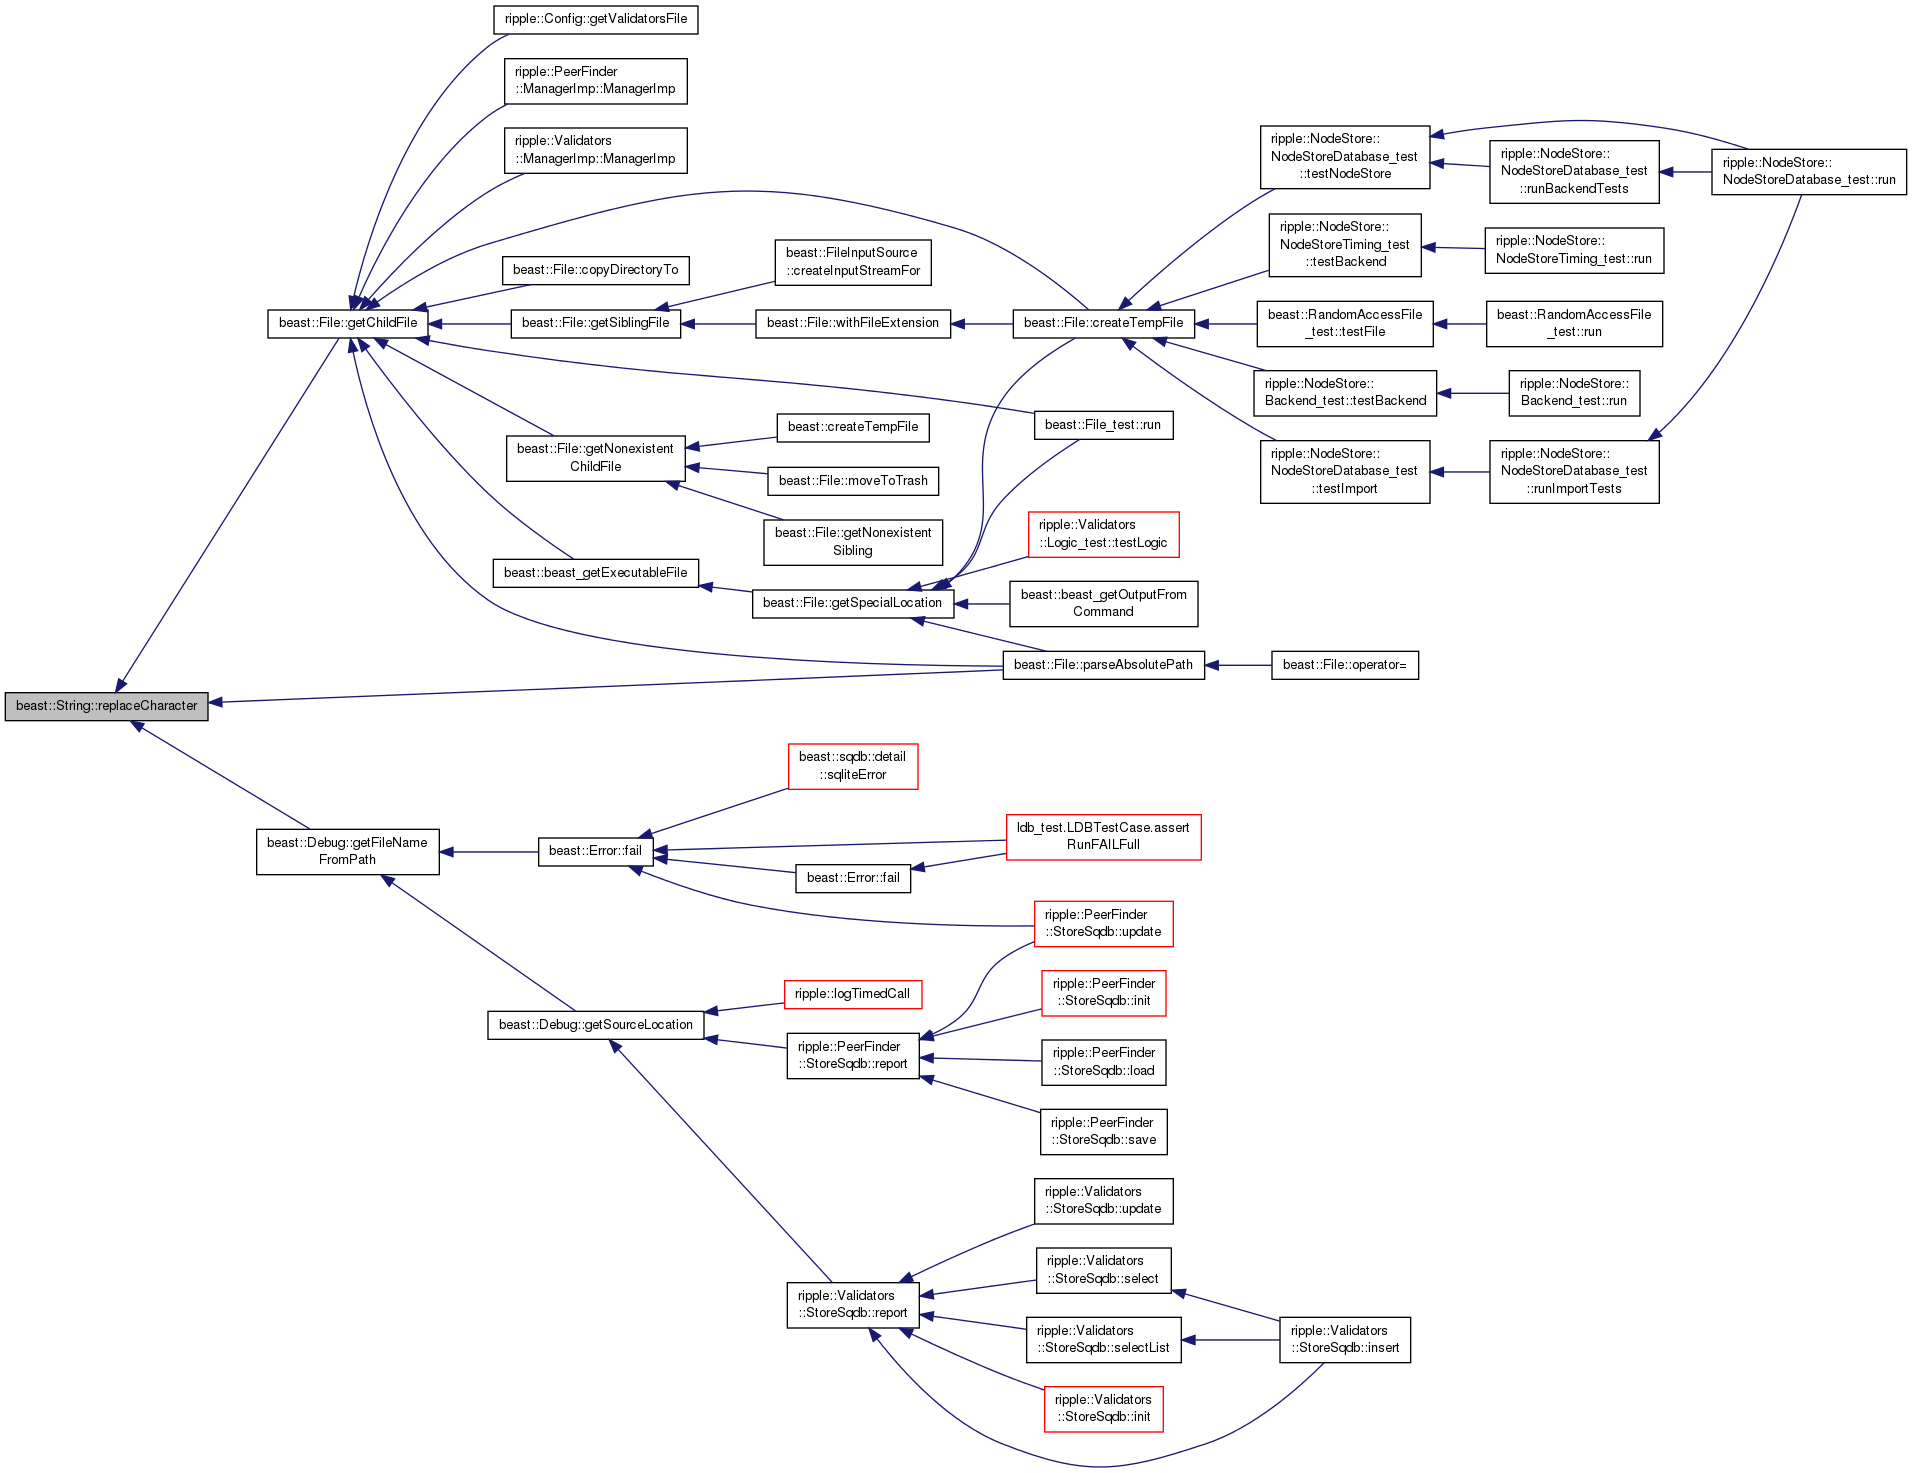 ripple::Config::getValidatorsFile
ripple::PeerFinder
::ManagerImp::ManagerImp
ripple::Validators
::ManagerImp::ManagerImp
beast::File::copyDirectoryTo
beast::File::getChildFile
beast::File::getSiblingFile
beast::FileInputSource
::createInputStreamFor
beast::File::withFileExtension
beast::File::createTempFile
ripple::NodeStore::
NodeStoreDatabase_test
::testNodeStore
ripple::NodeStore::
NodeStoreDatabase_test
::runBackendTests
ripple::NodeStore::
NodeStoreDatabase_test::run
ripple::NodeStore::
NodeStoreTiming_test
::testBackend
ripple::NodeStore::
NodeStoreTiming_test::run
beast::RandomAccessFile
_test::testFile
beast::RandomAccessFile
_test::run
ripple::NodeStore::
Backend_test::testBackend
ripple::NodeStore::
Backend_test::run
ripple::NodeStore::
NodeStoreDatabase_test
::testImport
ripple::NodeStore::
NodeStoreDatabase_test
::runImportTests
beast::File_test::run
beast::File::getNonexistent
ChildFile
beast::createTempFile
beast::File::moveToTrash
beast::File::getNonexistent
Sibling
beast::beast_getExecutableFile
beast::File::getSpecialLocation
ripple::Validators
::Logic_test::testLogic
beast::beast_getOutputFrom
Command
beast::File::parseAbsolutePath
beast::File::operator=
beast::String::replaceCharacter
beast::Debug::getFileName
FromPath
beast::Error::fail
beast::sqdb::detail
::sqliteError
ldb_test.LDBTestCase.assert
RunFAILFull
beast::Error::fail
ripple::PeerFinder
::StoreSqdb::update
beast::Debug::getSourceLocation
ripple::logTimedCall
ripple::PeerFinder
::StoreSqdb::report
ripple::PeerFinder
::StoreSqdb::init
ripple::PeerFinder
::StoreSqdb::load
ripple::PeerFinder
::StoreSqdb::save
ripple::Validators
::StoreSqdb::report
ripple::Validators
::StoreSqdb::update
ripple::Validators
::StoreSqdb::select
ripple::Validators
::StoreSqdb::selectList
ripple::Validators
::StoreSqdb::init
ripple::Validators
::StoreSqdb::insert